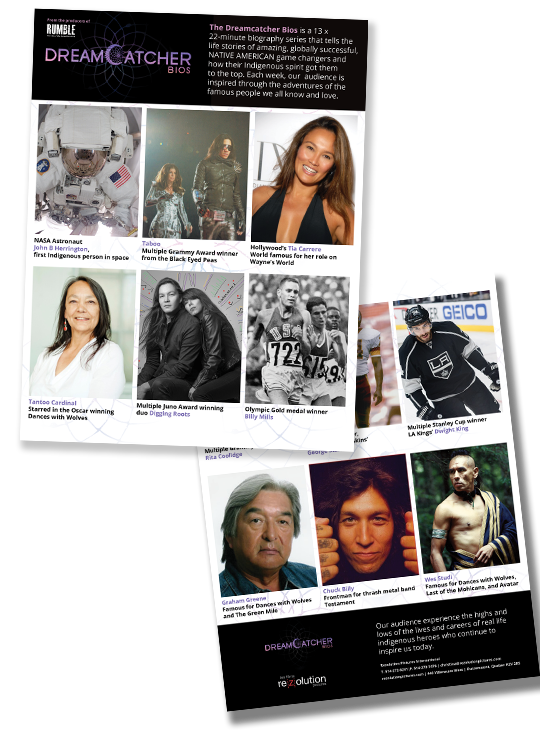 From the producers of
RUMBLE
DREAMCATCHER
BIOS
The Dreamcatcher Bios is a 13 x
22-minute biography series that tells the
life stories of amazing, globally successful,
NATIVE AMERICAN game changers and
how their Indigenous spirit got them
to the top. Each week, our audience is
inspired through the adventures of the
famous people we all know and love.
NASA Astronaut
John B Herrington,
first Indigenous person in space
Taboo
Multiple Grammy Award winner
from the Black Eyed Peas
Hollywood's Tia Carrere
World famous for her role on
Wayne's World
Tantoo Cardinal
Starred in the Oscar winning
Dances with Wolves
Multiple Juno Award winning
duo Digging Roots
722
Olympic Gold medal winner
Billy Mills
GEICO
LA
Multiple
Rita Coolidge
kins'
Multiple Stanley Cup winner
LA Kings' Dwight King
Graham Greene
Famous for Dances with Wolves
and The Green Mile
Chuck Billy
Frontman for thrash metal band
Testament
Wes Studi
Famous for Dances with Wolves,
Last of the Mohicans, and Avatar
DREAMCATCHER
BIOS
rezolution
pictures
Our audience experience the highs and
lows of the lives and careers of real life
indigenous heroes who continue to
inspire us today.
Rezolution Pictures International